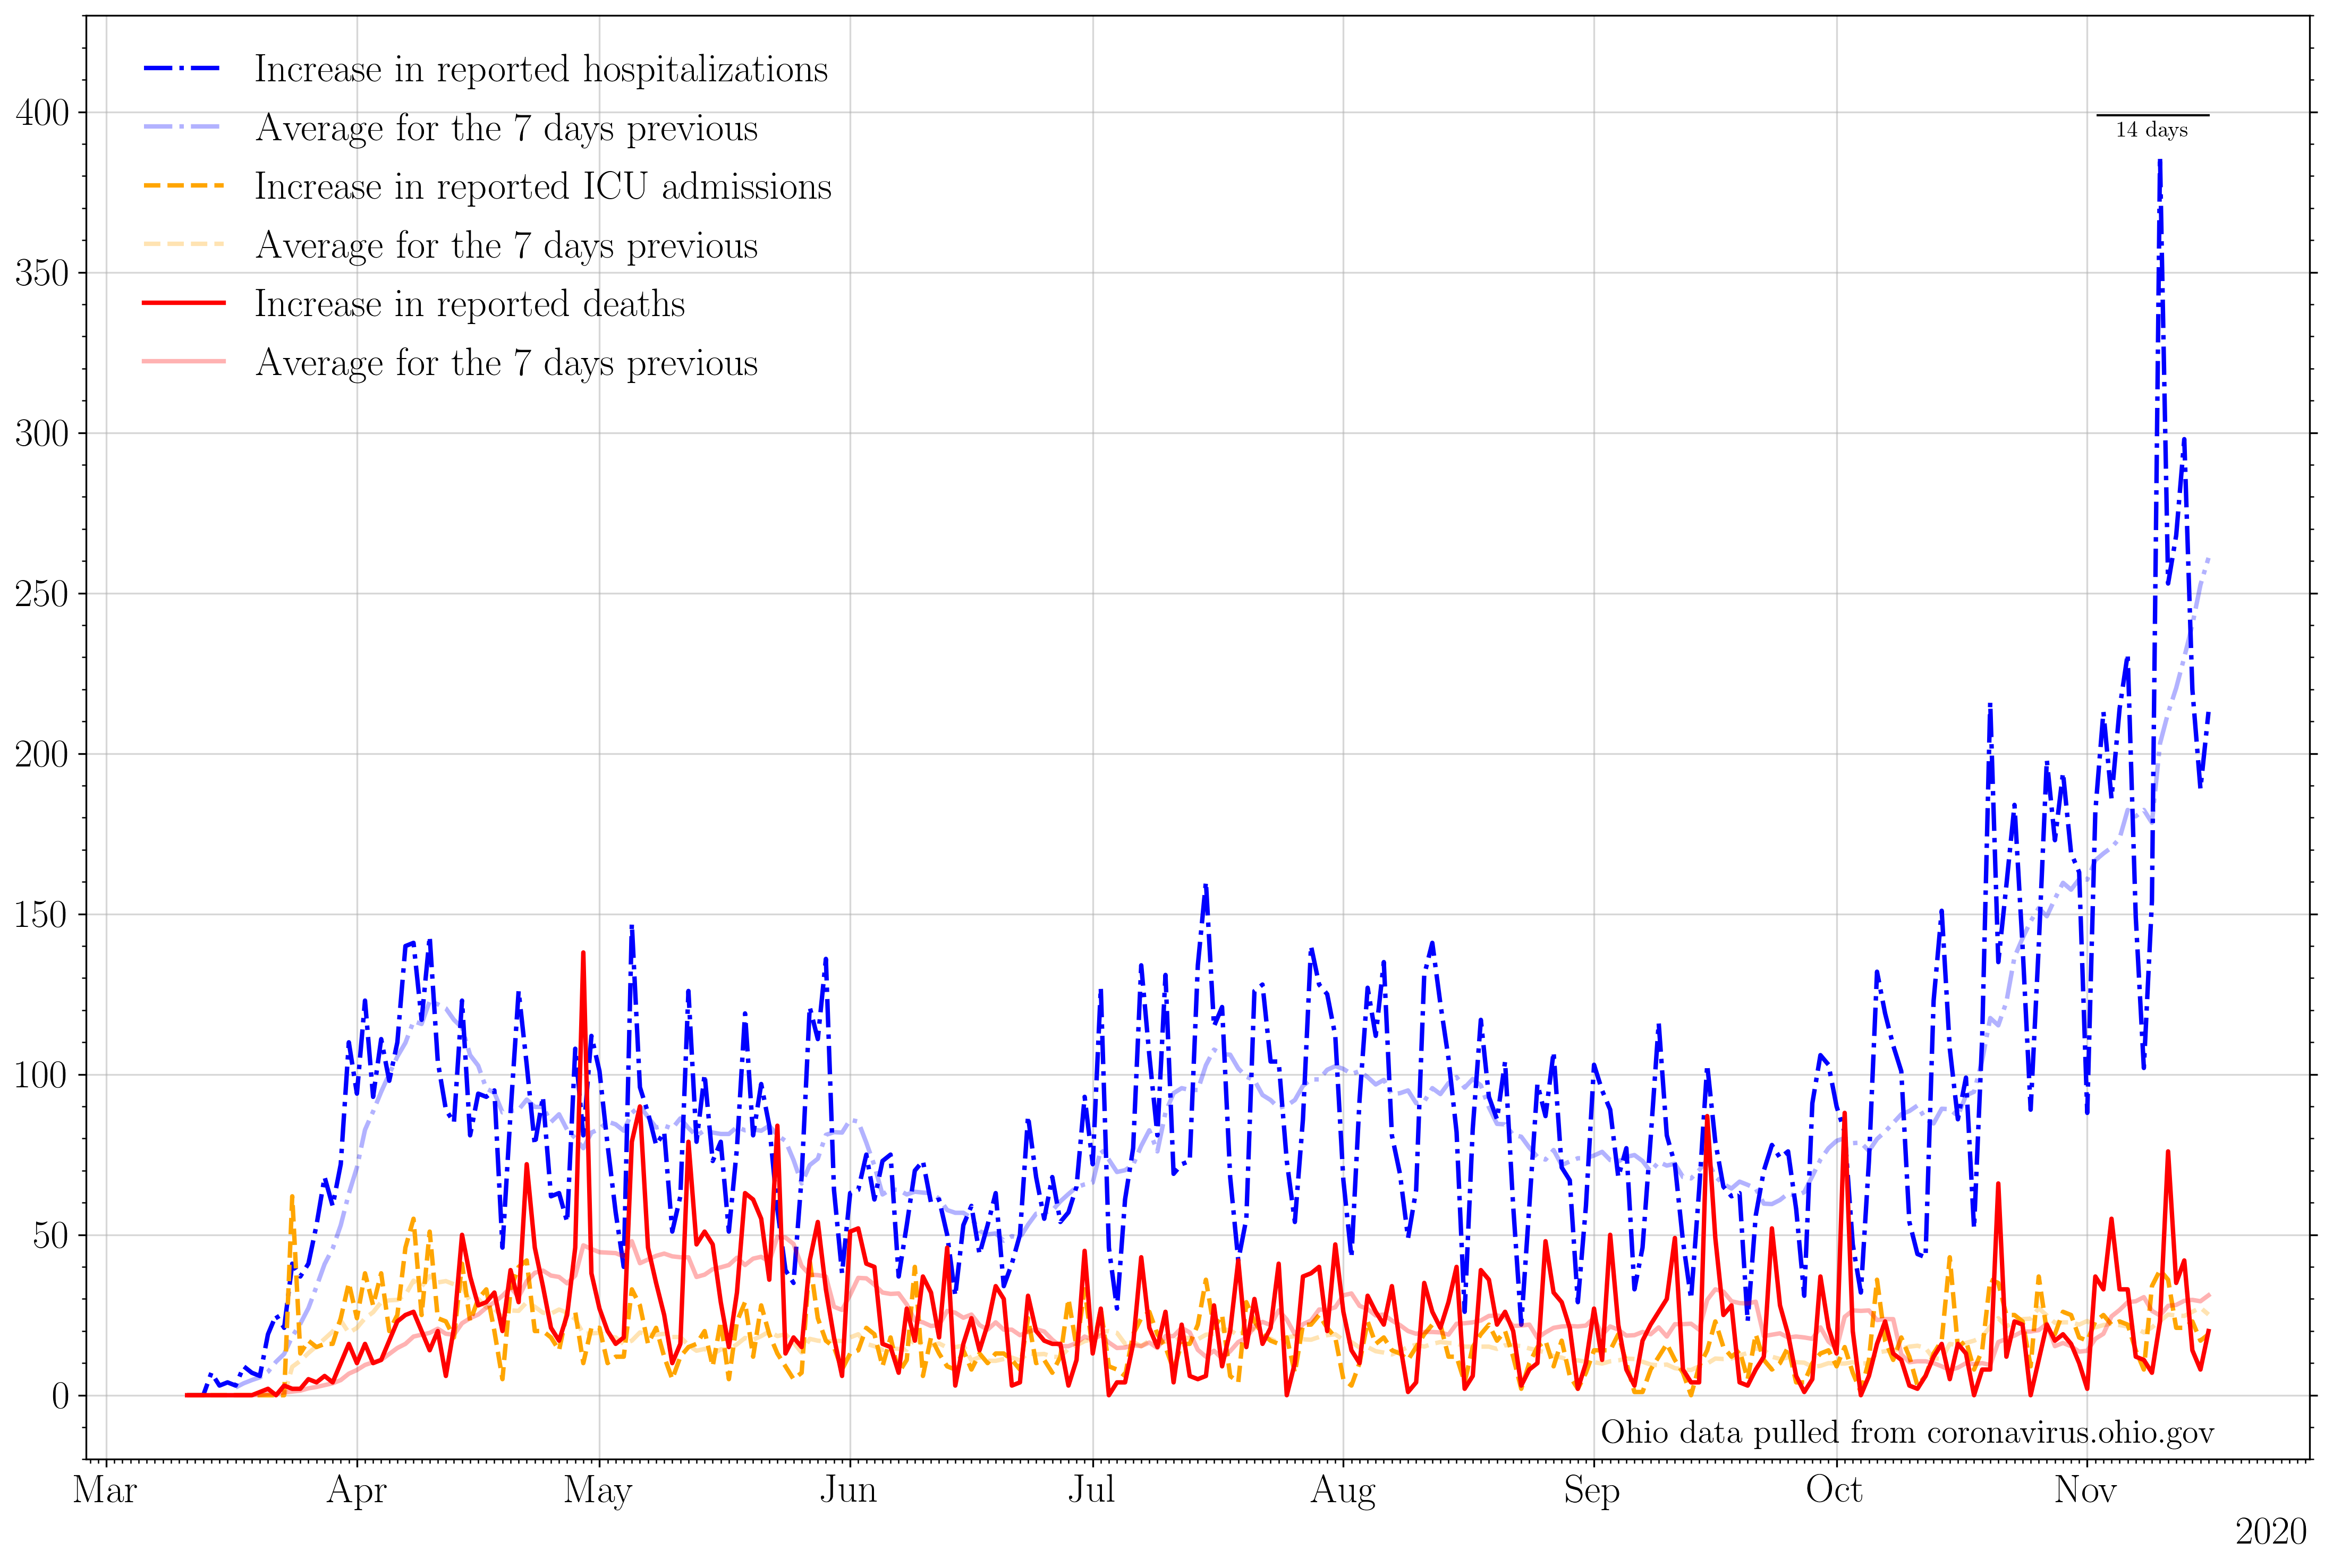 Increase in reported hospitalizations
Average for the 7 days previous
Increase in reported ICU admissions
Average for the 7 days previous
Increase in reported deaths
Average for the 7 days previous
14 days
400
350
300
250
200
150
100
50
0
Ohio data pulled from coronavirus.ohio.gov
Mar Apr May Jun Jul Aug Sep Oct Nov
2020